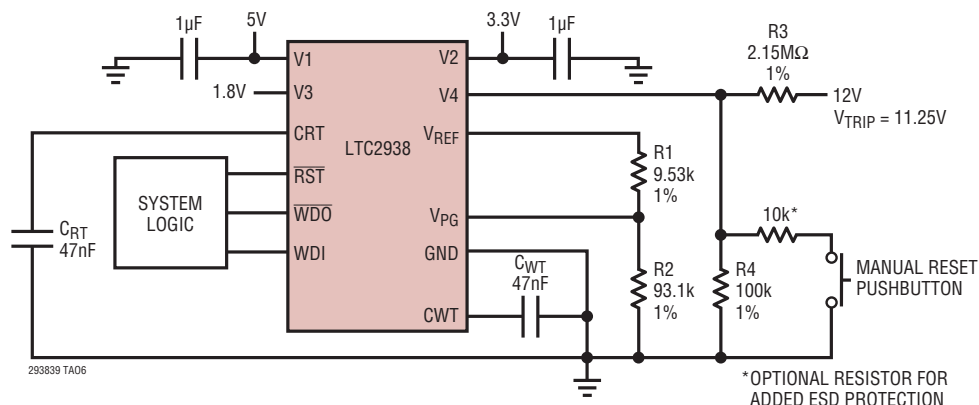 1µF
5V
3.3V
1µF
R3
2.15MΩ
1%
V1
V2
1.8V
V3
V4
12V
VTRIP = 11.25V
CRT
VREF
LTC2938
R1
9.53k
1%
RST
SYSTEM
LOGIC
WDO
VPG
10k*
CRT
47nF
WDI
GND
CWT
47nF
R2
93.1k
1%
R4
100k
1%
MANUAL RESET
PUSHBUTTON
CWT
293839 TA06
*OPTIONAL RESISTOR FOR
ADDED ESD PROTECTION